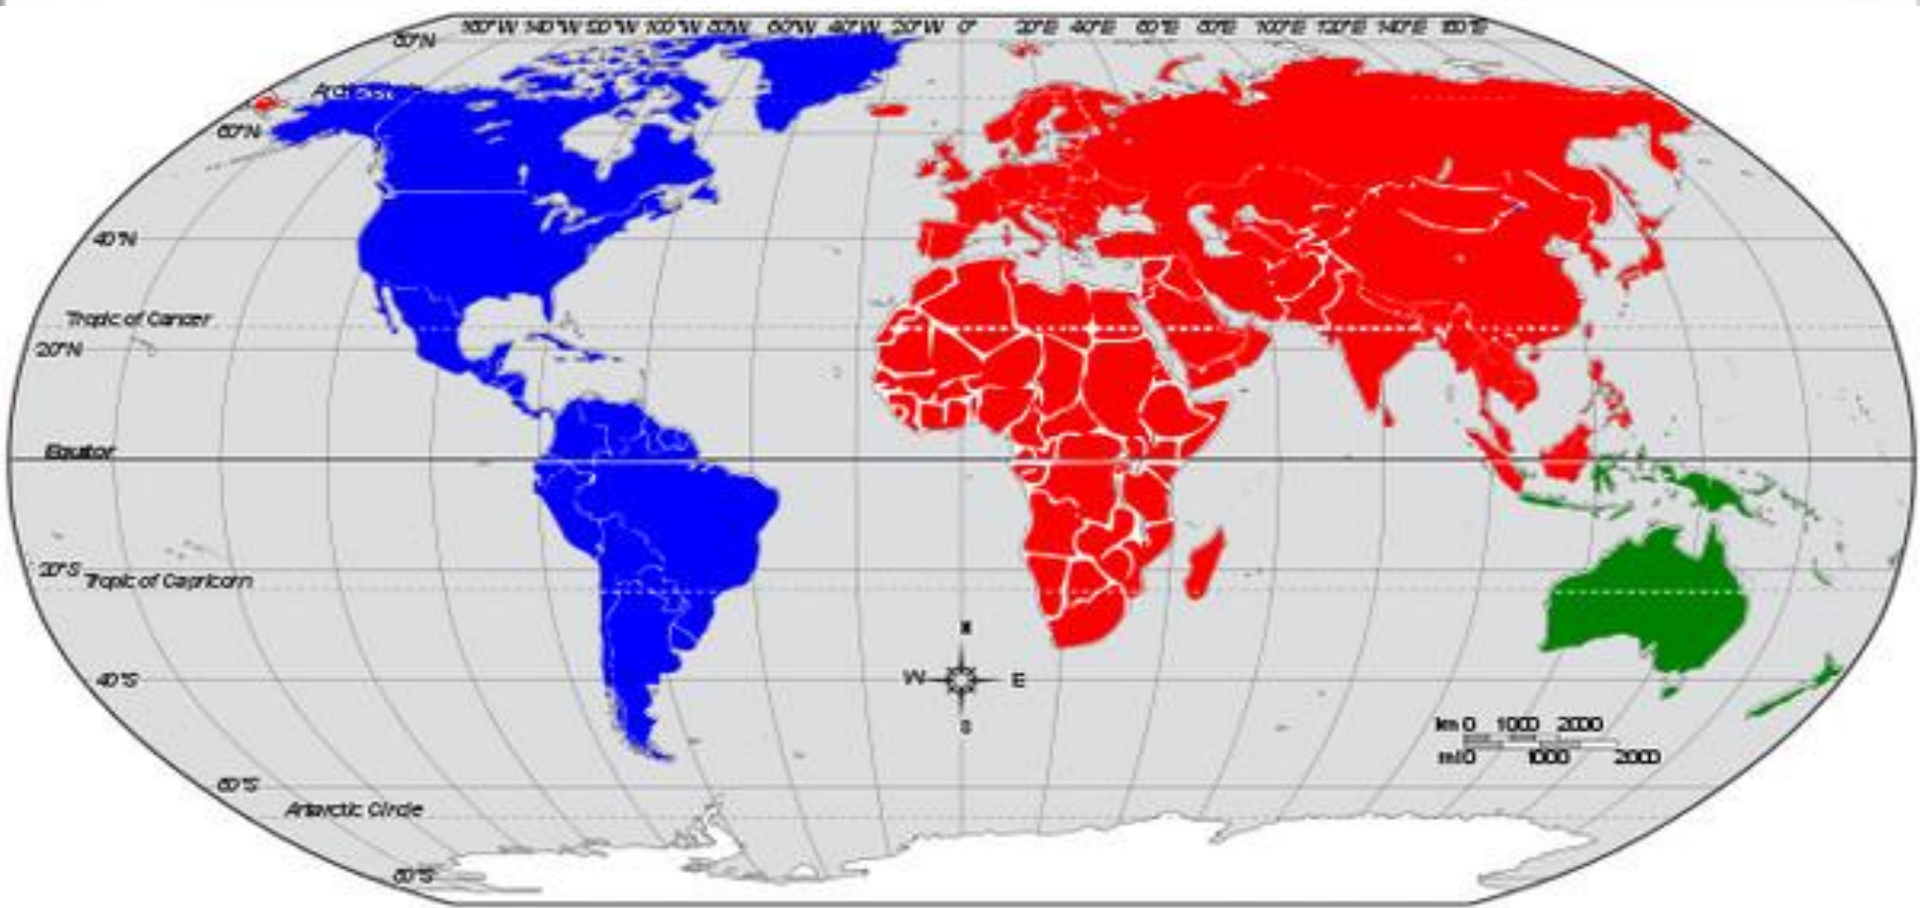 160°W 140°W 120°W 100°W 80°W 60°W 40°W 20°W 0° 20°E 40°E 60°E 80°E 100°E 120°E 140°E 160°E
80°N
60°N
40°N
Tropic of Cancer
20°N
Equator
20°S
Tropic of Capricorn
N
W E
S
40°S
km 0 1000 2000
mi 0 1000 2000
60°S
Antarctic Circle
80°S